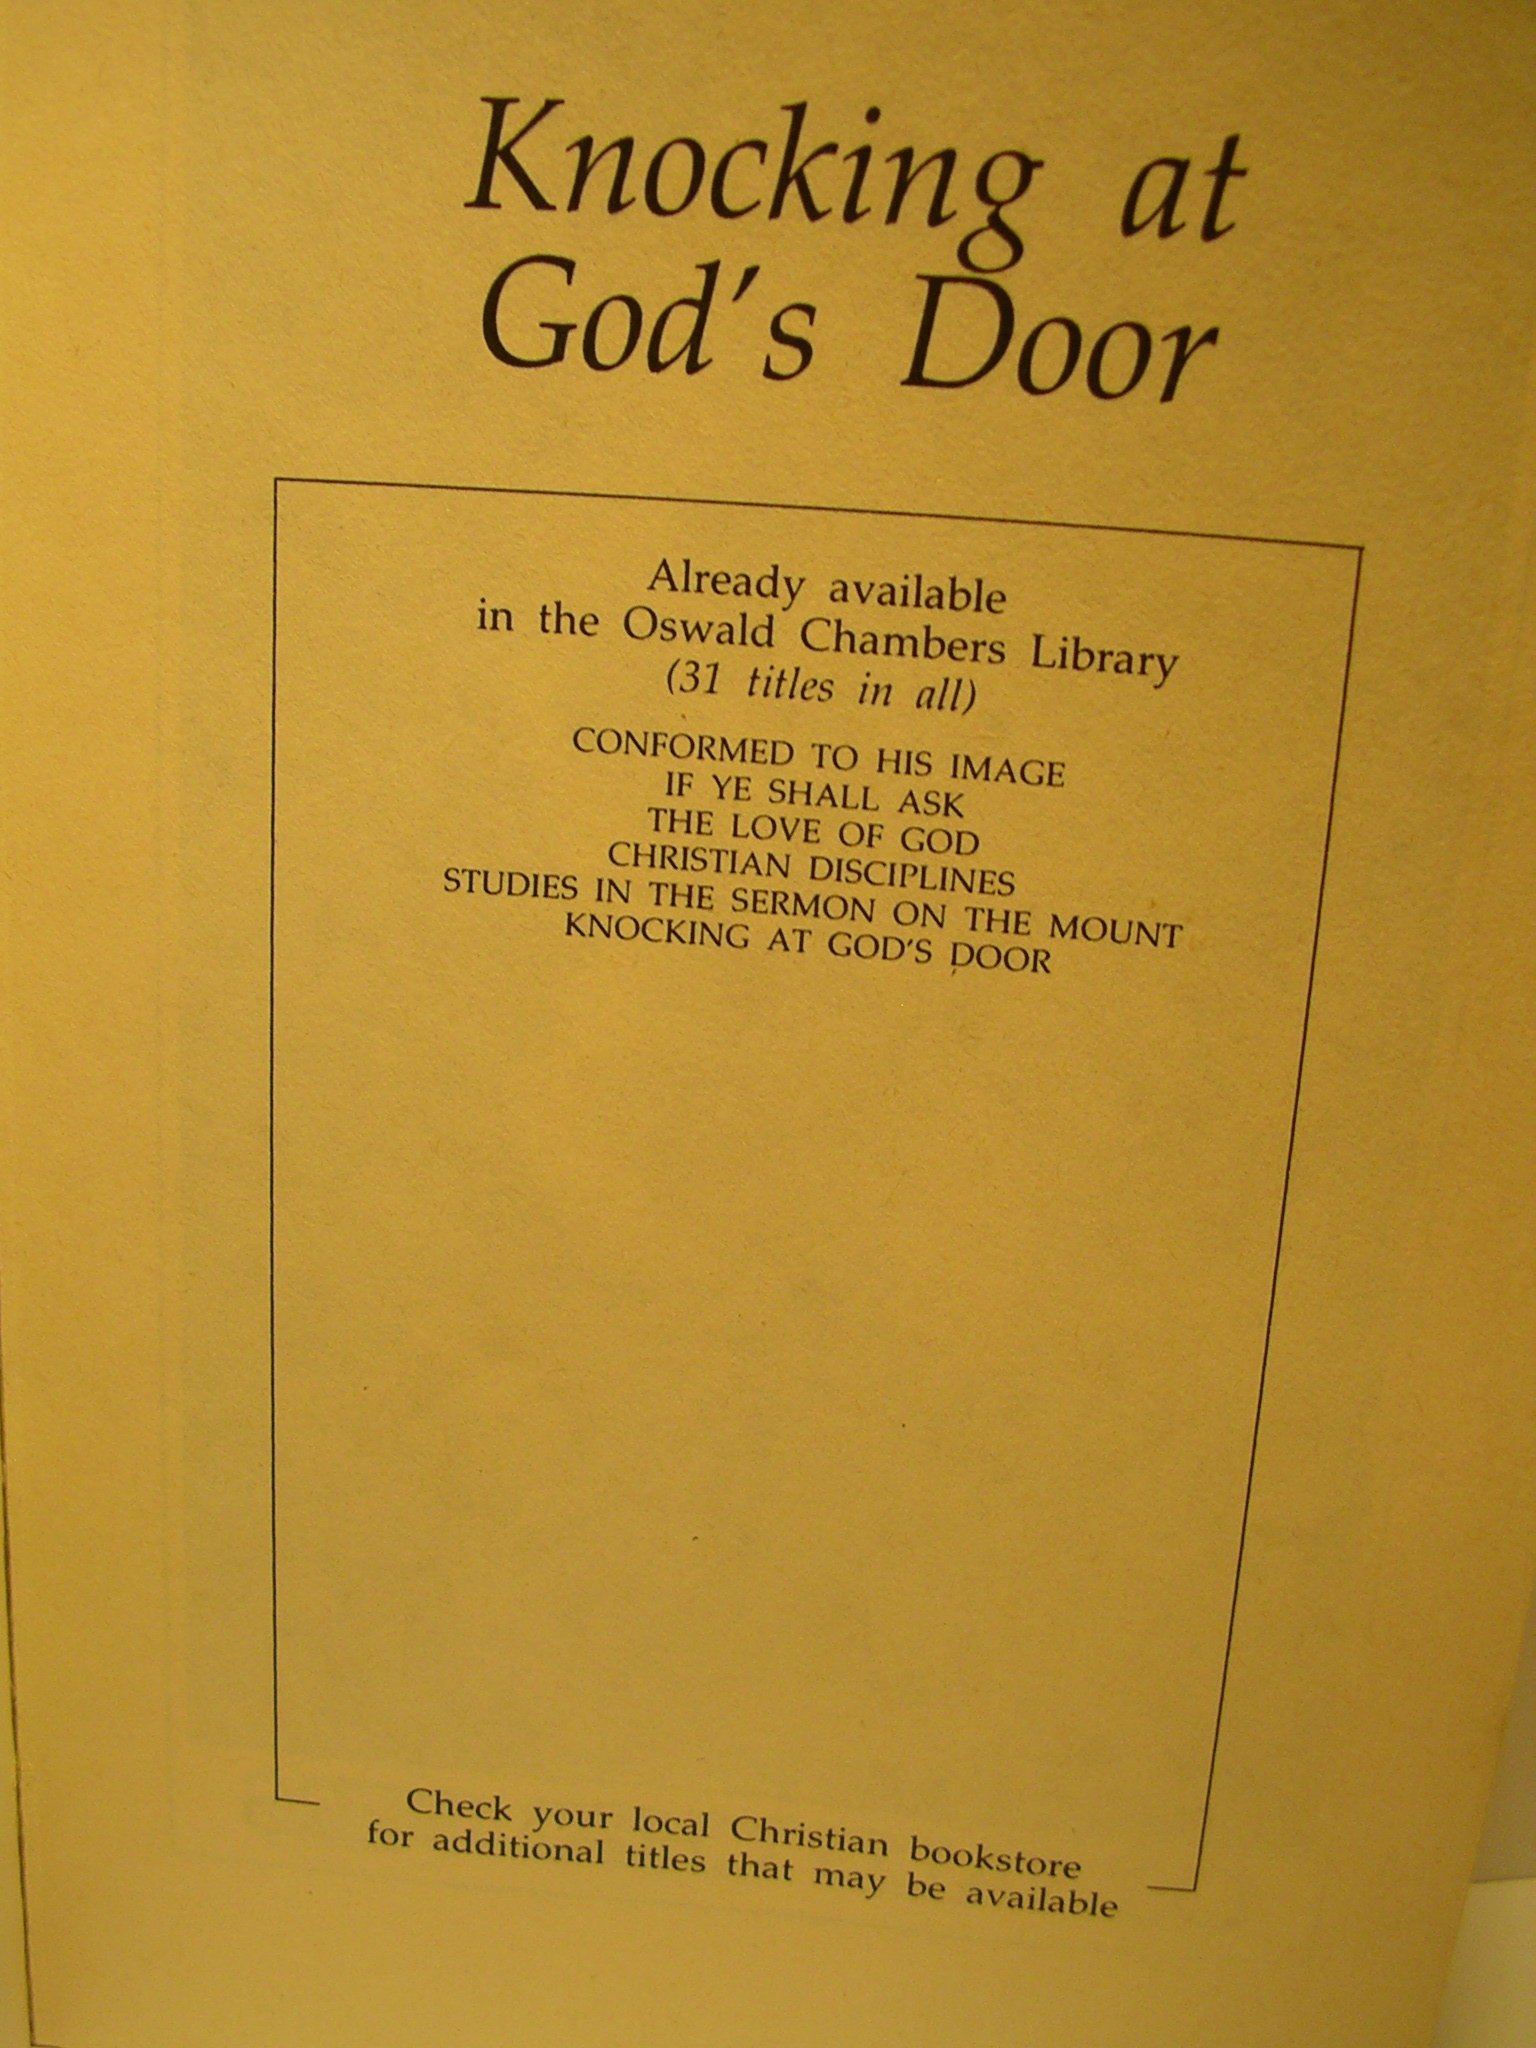 Knocking at
God's Door
Already available
in the Oswald Chambers Library
(31 titles in all)
CONFORMED TO HIS IMAGE
IF YE SHALL ASK
THE LOVE OF GOD
CHRISTIAN DISCIPLINES
STUDIES IN THE SERMON ON THE MOUNT
KNOCKING AT GOD'S DOOR
Check your local Christian bookstore
for additional titles that may be available